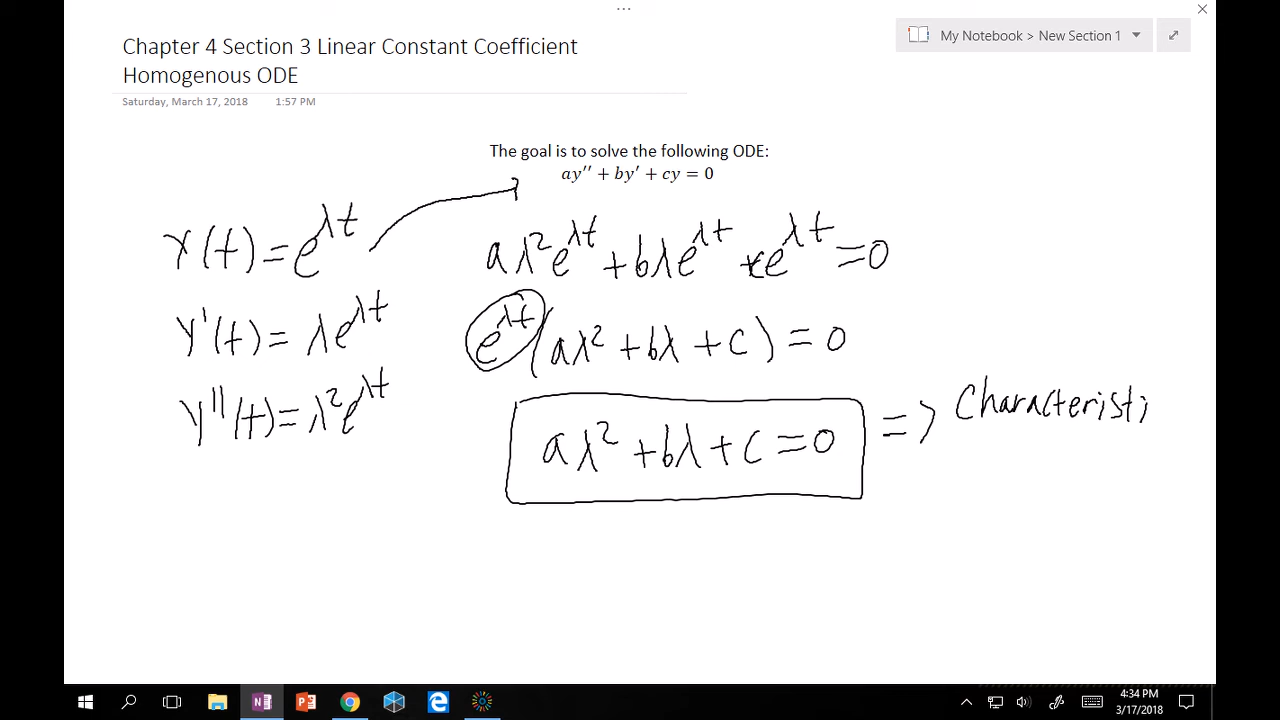 My Notebook > New Section 1
Chapter 4 Section 3 Linear Constant Coefficient
Homogenous ODE
Saturday, March 17, 2018 1:57 PM
The goal is to solve the following ODE:
ay'' + by' + cy = 0
y(t) = e^{λt}
aλ²e^{λt} + bλe^{λt} + ce^{λt} = 0
y'(t) = λe^{λt}
e^{λt}(aλ² + bλ + c) = 0
y''(t) = λ²e^{λt}
aλ² + bλ + c = 0 => Characteristi
4:34 PM
3/17/2018